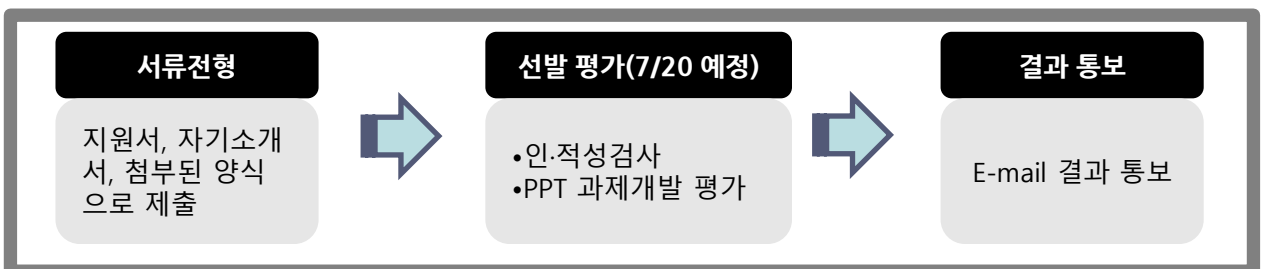 서류전형
지원서, 자기소개
서, 첨부된 양식
으로 제출
선발 평가(7/20 예정)
•인·적성검사
•PPT 과제개발 평가
결과 통보
E-mail 결과 통보